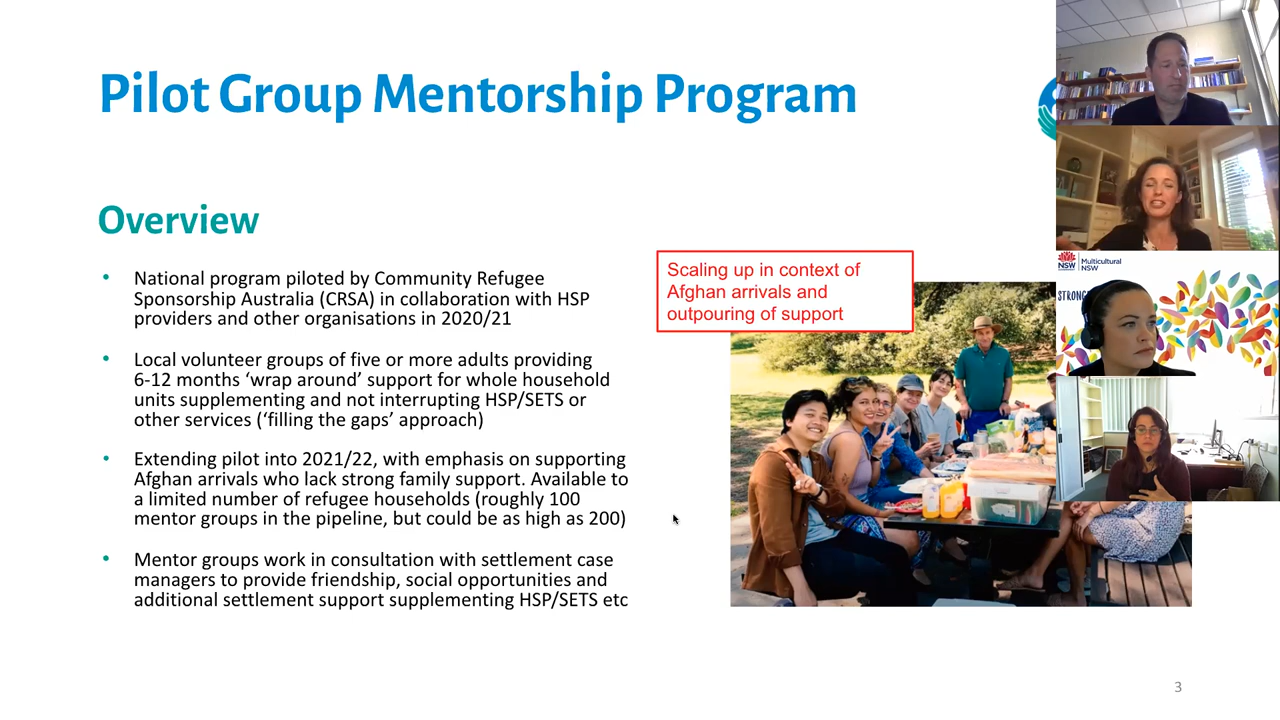 Pilot Group Mentorship Program
Overview
• National program piloted by Community Refugee
Sponsorship Australia (CRSA) in collaboration with HSP
providers and other organisations in 2020/21
• Local volunteer groups of five or more adults providing
6-12 months ‘wrap around’ support for whole household
units supplementing and not interrupting HSP/SETS or
other services (‘filling the gaps’ approach)
• Extending pilot into 2021/22, with emphasis on supporting
Afghan arrivals who lack strong family support. Available to
a limited number of refugee households (roughly 100
mentor groups in the pipeline, but could be as high as 200)
• Mentor groups work in consultation with settlement case
managers to provide friendship, social opportunities and
additional settlement support supplementing HSP/SETS etc
Scaling up in context of
Afghan arrivals and
outpouring of support
NSW
Multicultural
NSW
3